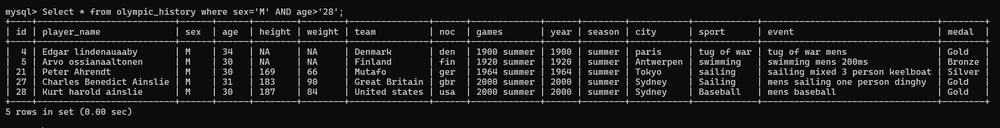 mysql> Select * from olympic_history where sex='M' AND age>'28';
+----+--------------------------+------+------+--------+--------+---------------+------+-------------+------+--------+-----------+------------+---------------------------------+--------+
| id | player_name              | sex  | age  | height | weight | team          | noc  | games       | year | season | city      | sport      | event                           | medal  |
+----+--------------------------+------+------+--------+--------+---------------+------+-------------+------+--------+-----------+------------+---------------------------------+--------+
|  4 | Edgar lindenauaaby       | M    | 34   | NA     | NA     | Denmark       | den  | 1900 summer | 1900 | summer | paris     | tug of war | tug of war mens                 | Gold   |
|  5 | Arvo ossianaaltonen      | M    | 30   | NA     | NA     | Finland       | fin  | 1920 summer | 1920 | summer | Antwerpen | swimming   | swimming mens 200ms             | Bronze |
| 21 | Peter Ahrendt            | M    | 30   | 169    | 66     | Mutafo        | ger  | 1964 summer | 1964 | summer | Tokyo     | sailing    | sailing mixed 3 person keelboat | Silver |
| 27 | Charles Benedict Ainslie | M    | 31   | 183    | 90     | Great Britain | gbr  | 2000 summer | 2000 | summer | Sydney    | Sailing    | mens sailing one person dinghy  | Gold   |
| 28 | Kurt harold ainslie      | M    | 30   | 187    | 84     | United states | usa  | 2000 summer | 2000 | summer | Sydney    | Baseball   | mens baseball                   | Gold   |
+----+--------------------------+------+------+--------+--------+---------------+------+-------------+------+--------+-----------+------------+---------------------------------+--------+
5 rows in set (0.00 sec)